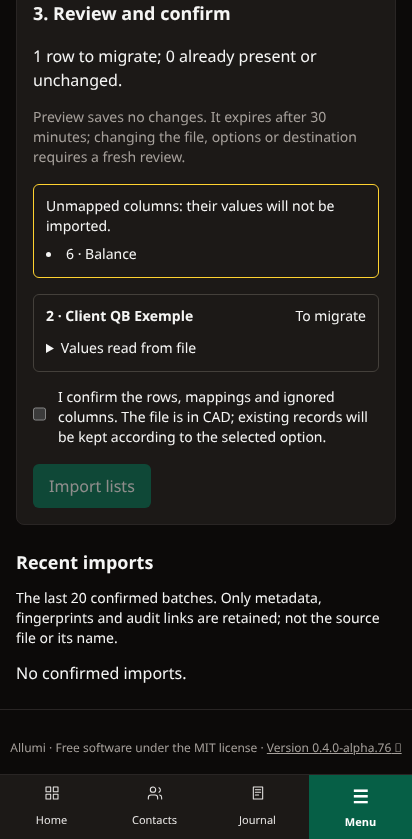 3. Review and confirm
1 row to migrate; 0 already present or
unchanged.
Preview saves no changes. It expires after 30
minutes; changing the file, options or destination
requires a fresh review.
Unmapped columns: their values will not be
imported.
• 6 · Balance
2 · Client QB Exemple To migrate
▶ Values read from file
I confirm the rows, mappings and ignored
columns. The file is in CAD; existing records will
be kept according to the selected option.
Import lists
Recent imports
The last 20 confirmed batches. Only metadata,
fingerprints and audit links are retained; not the source
file or its name.
No confirmed imports.
Allumi · Free software under the MIT license · Version 0.4.0-alpha.76
Home Contacts Journal Menu